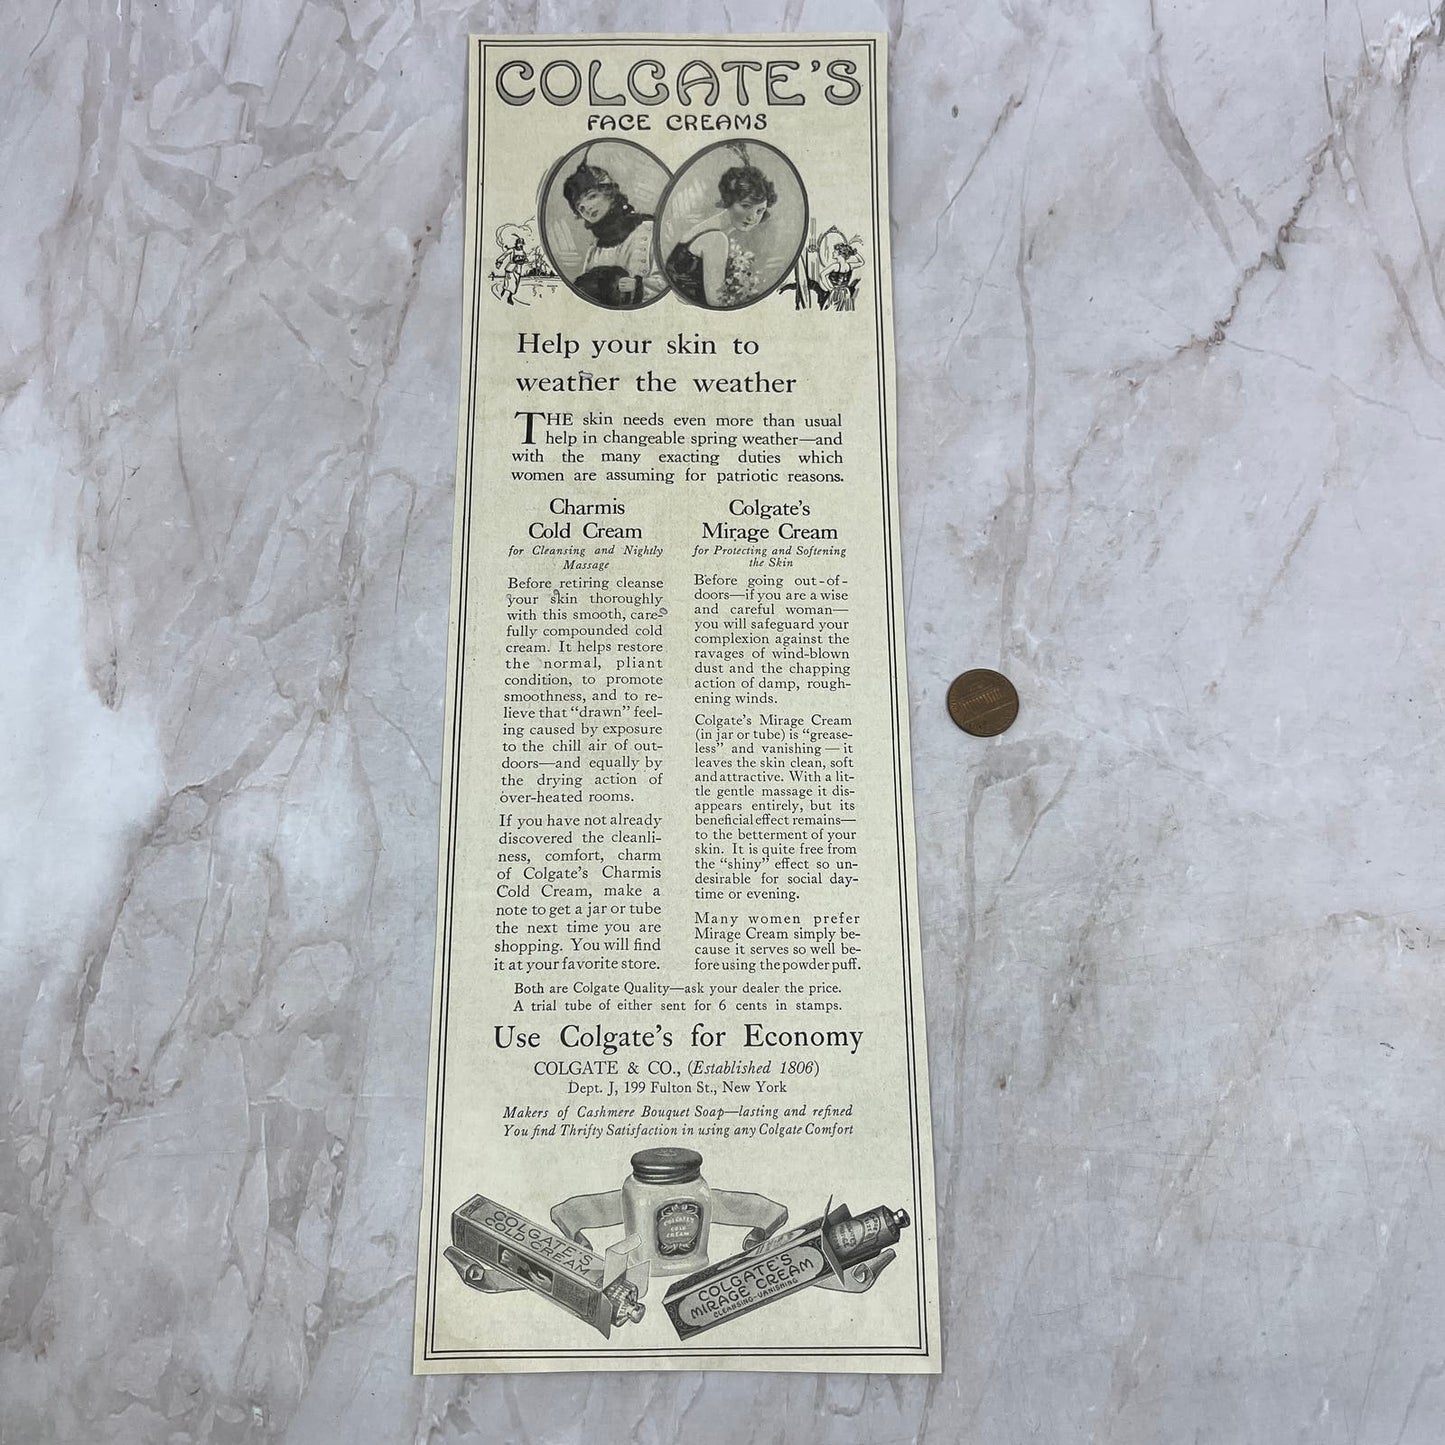 COLGATE'S
FACE CREAMS
Help your skin to
weather the weather
THE skin needs even more than usual
help in changeable spring weather—and
with the many exacting duties which
women are assuming for patriotic reasons.
Charmis
Cold Cream
for Cleansing and Nightly
Massage
Before retiring cleanse
your skin thoroughly
with this smooth, care-
fully compounded cold
cream. It helps restore
the normal, pliant
condition, to promote
smoothness, and to re-
lieve that "drawn" feel-
ing caused by exposure
to the chill air of out-
doors—and equally by
the drying action of
over-heated rooms.
If you have not already
discovered the cleanli-
ness, comfort, charm
of Colgate's Charmis
Cold Cream, make a
note to get a jar or tube
the next time you are
shopping. You will find
it at your favorite store.
Colgate's
Mirage Cream
for Protecting and Softening
the Skin
Before going out-of-
doors—if you are a wise
and careful woman—
you will safeguard your
complexion against the
ravages of wind-blown
dust and the chapping
action of damp, rough-
ening winds.
Colgate's Mirage Cream
(in jar or tube) is "grease-
less" and vanishing—it
leaves the skin clean, soft
and attractive. With a lit-
tle gentle massage it dis-
appears entirely, but its
beneficial effect remains—
to the betterment of your
skin. It is quite free from
the "shiny" effect so un-
desirable for social day-
time or evening.
Many women prefer
Mirage Cream simply be-
cause it serves so well be-
fore using the powder puff.
Both are Colgate Quality—ask your dealer the price.
A trial tube of either sent for 6 cents in stamps.
Use Colgate's for Economy
COLGATE & CO., (Established 1806)
Dept. J, 199 Fulton St., New York
Makers of Cashmere Bouquet Soap—lasting and refined
You find Thrifty Satisfaction in using any Colgate Comfort
COLGATE'S
COLD CREAM
COLGATE'S
COLD
CREAM
COLGATE'S
MIRAGE CREAM
CLEANSING-VANISHING